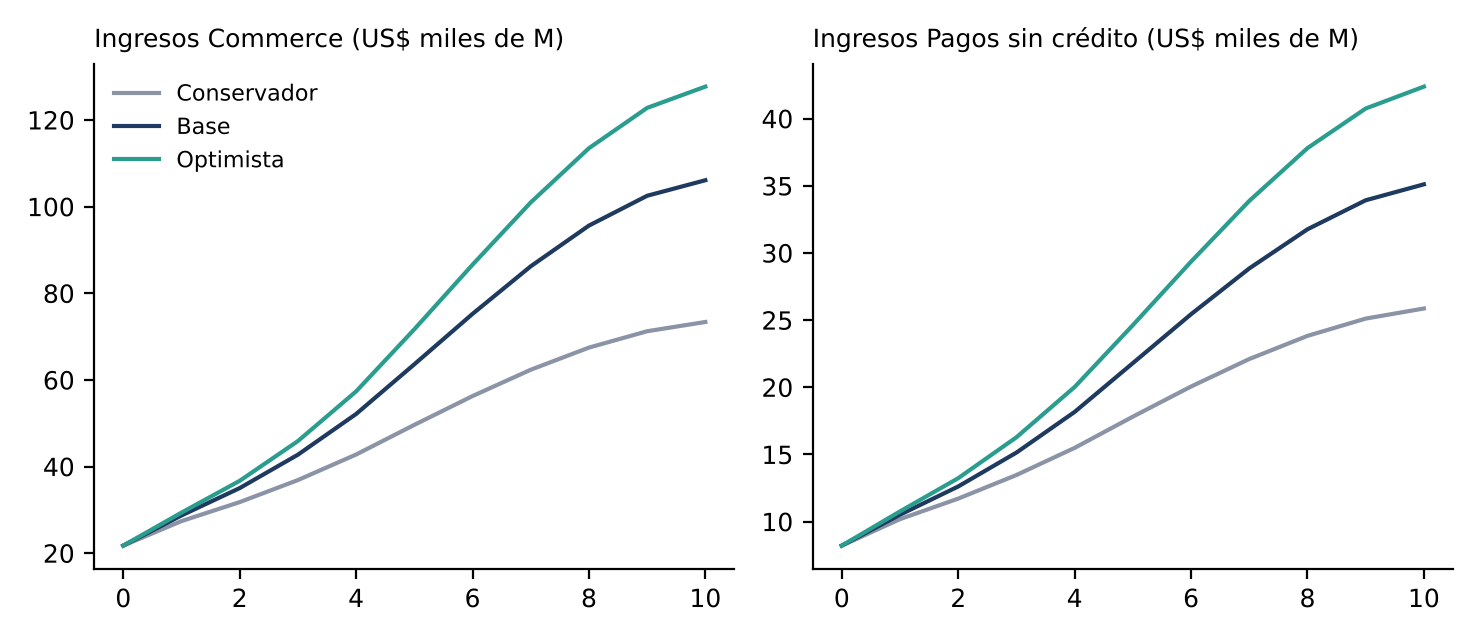 Ingresos Commerce (US$ miles de M)
Conservador
Base
Optimista
120
100
80
60
40
20
0 2 4 6 8 10
Ingresos Pagos sin crédito (US$ miles de M)
40
35
30
25
20
15
10
0 2 4 6 8 10